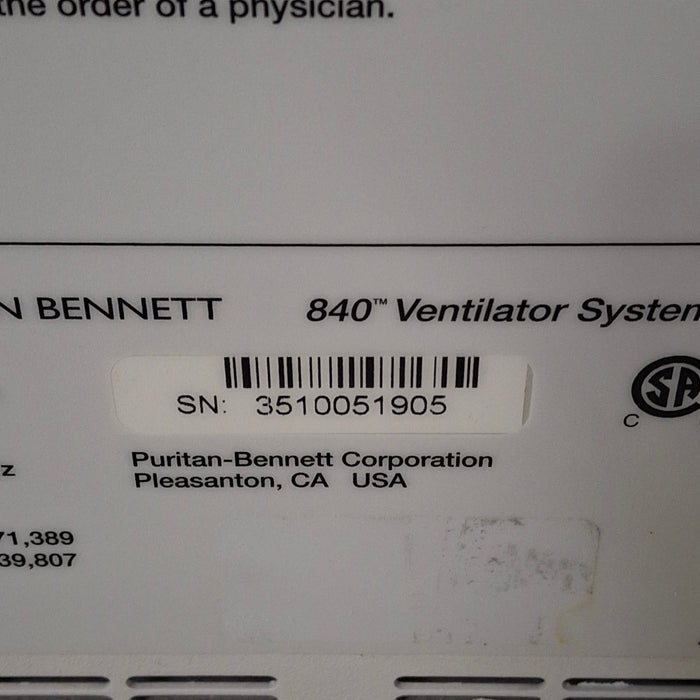 the order of a physician.
N BENNETT 840™ Ventilator System
SN: 3510051905
SA
C
Puritan-Bennett Corporation
Pleasanton, CA USA
z
71,389
39,807